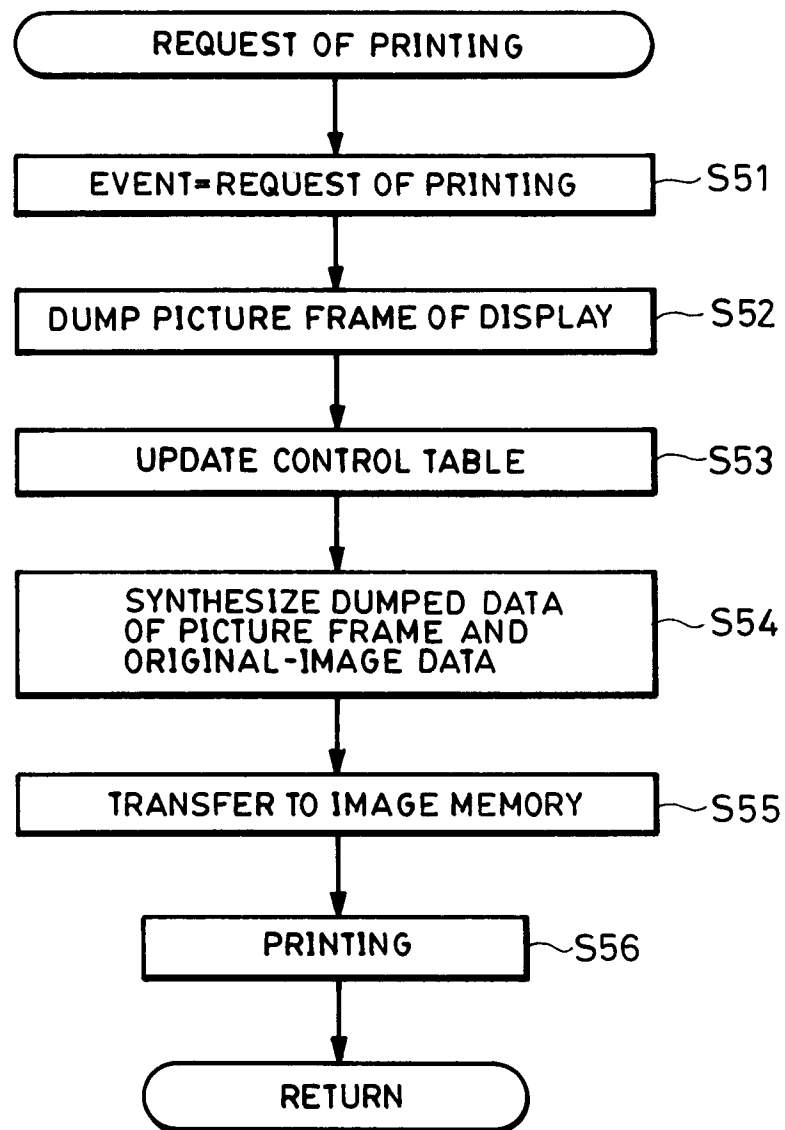 REQUEST OF PRINTING
EVENT=REQUEST OF PRINTING
S51
DUMP PICTURE FRAME OF DISPLAY
S52
UPDATE CONTROL TABLE
S53
SYNTHESIZE DUMPED DATA
OF PICTURE FRAME AND
ORIGINAL-IMAGE DATA
S54
TRANSFER TO IMAGE MEMORY
S55
PRINTING
S56
RETURN